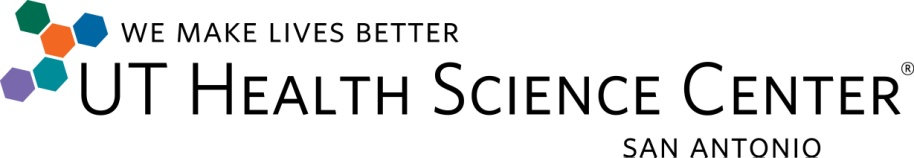 WE MAKE LIVES BETTER
UT HEALTH SCIENCE CENTER®
SAN ANTONIO